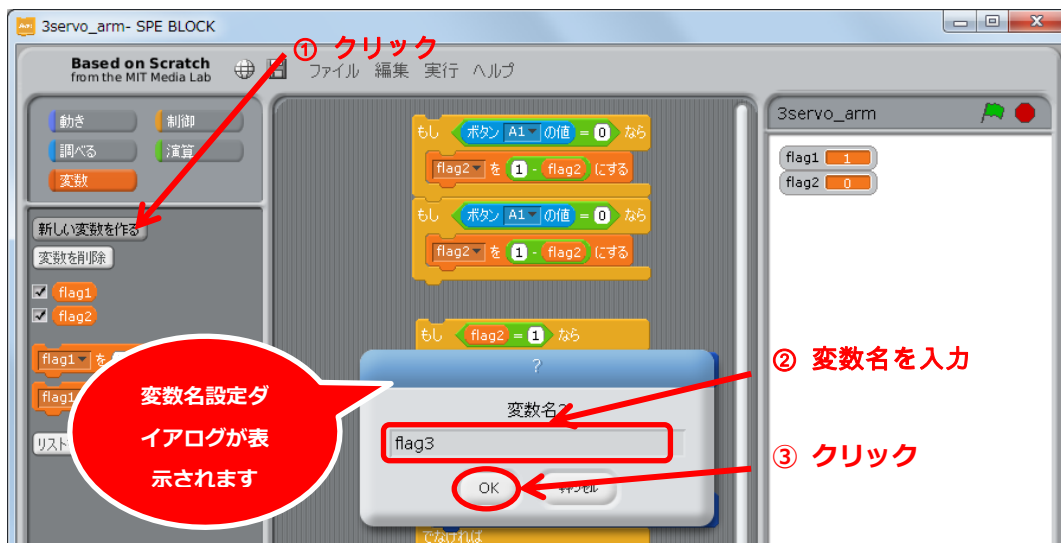 3servo_arm- SPE BLOCK
① クリック
Based on Scratch
from the MIT Media Lab
ファイル 編集 実行 ヘルプ
動き 制御
調べる 演算
変数
新しい変数を作る
変数を削除
flag1
flag2
flag1 を
flag1
リスト
もし ボタン A1 の値 = 0 なら
flag2 を 1 - flag2 にする
もし ボタン A1 の値 = 0 なら
flag2 を 1 - flag2 にする
もし flag2 = 1 なら
でなければ
3servo_arm
flag1 1
flag2 0
変数名設定ダ
イアログが表
示されます
?
変数名?
flag3
OK キャンセル
② 変数名を入力
③ クリック